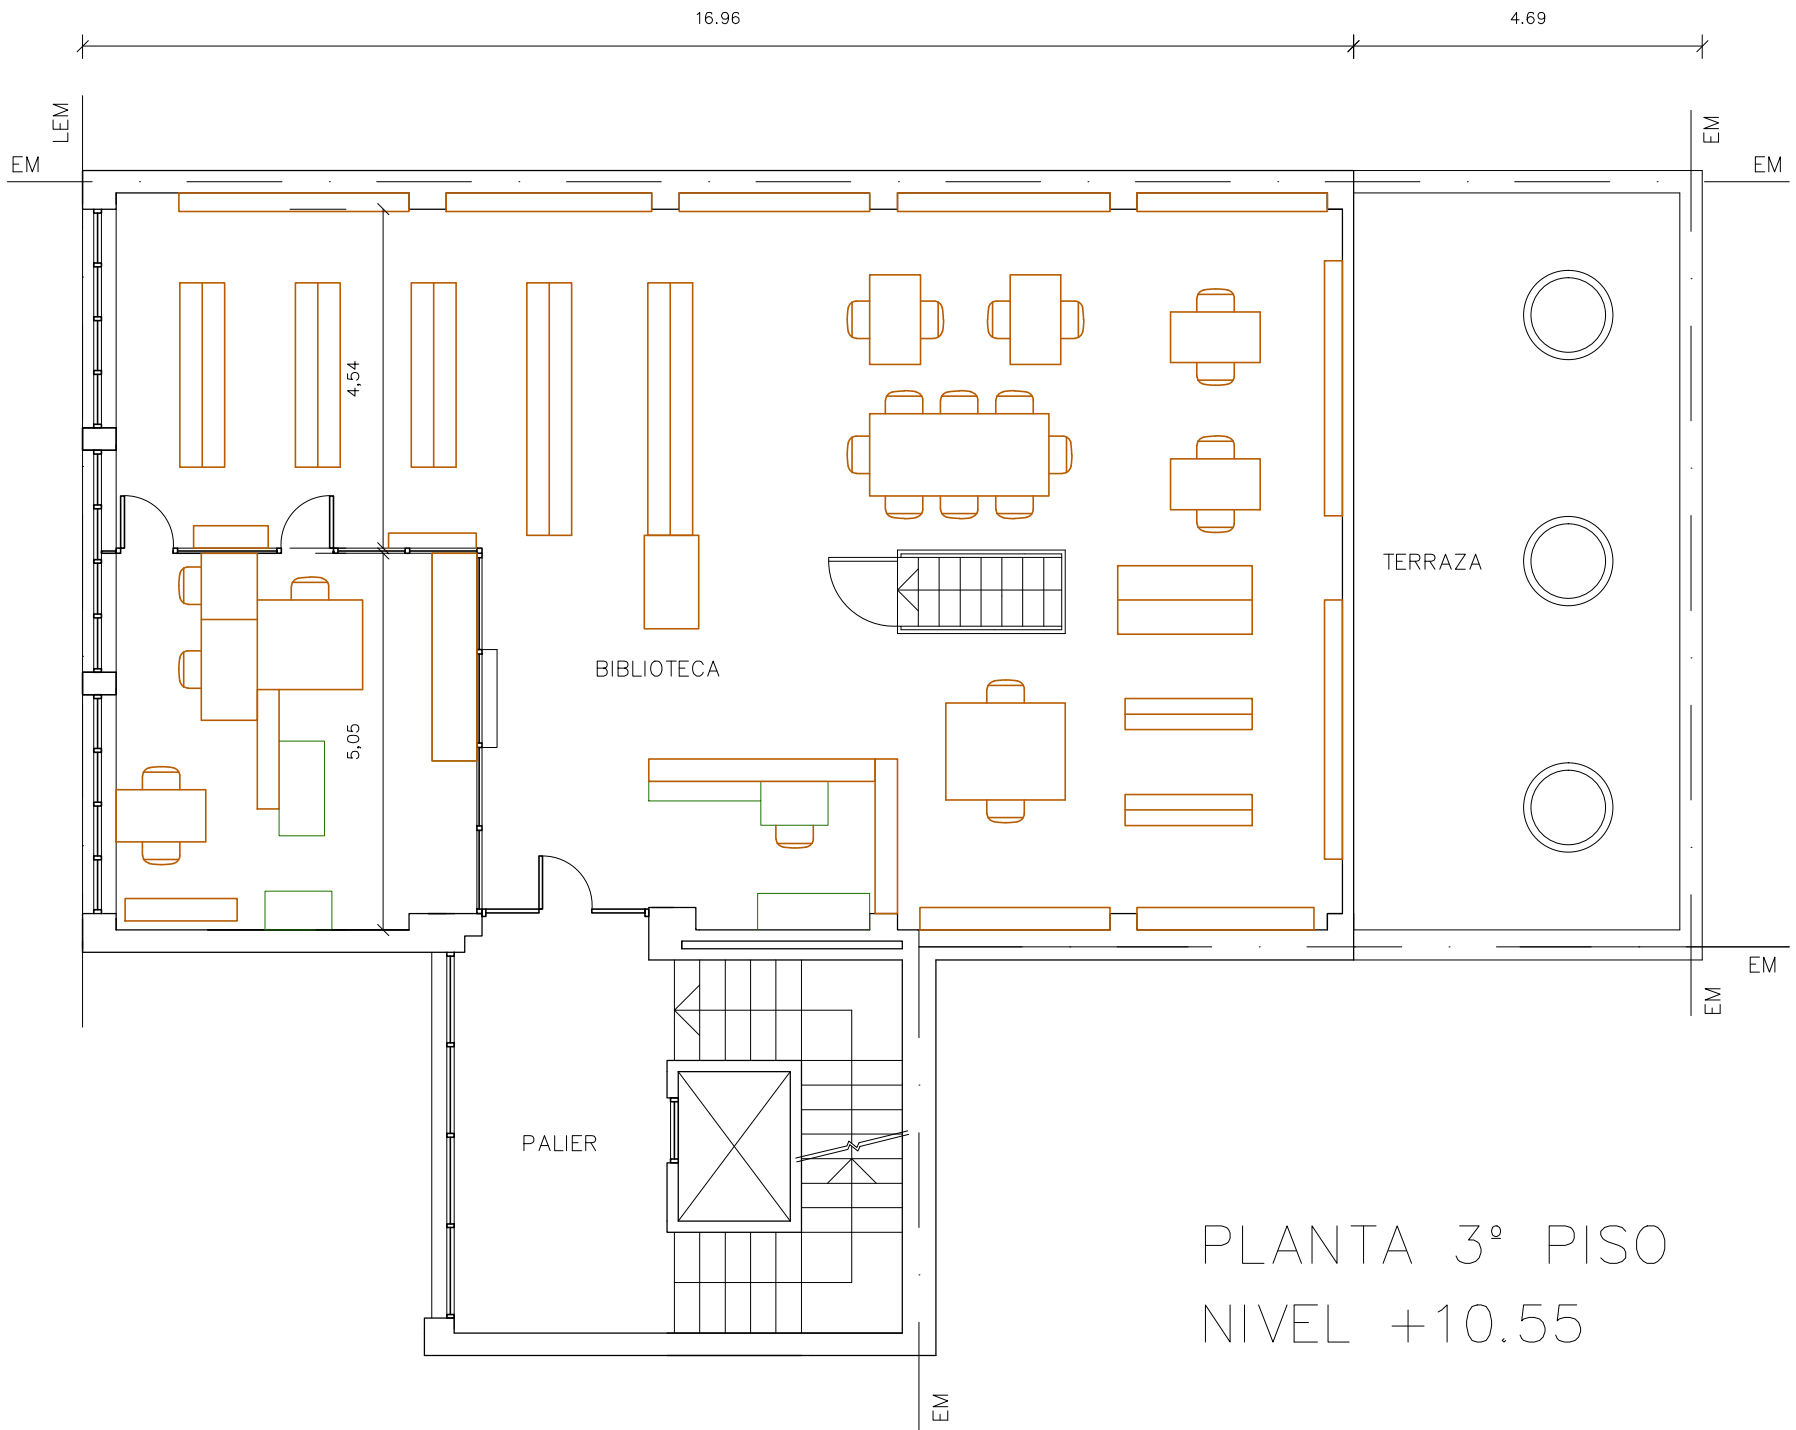 16.96
4.69
LEM
EM
EM
EM
4,54
TERRAZA
BIBLIOTECA
5,05
EM
EM
PALIER
PLANTA 3º PISO
NIVEL +10.55
EM